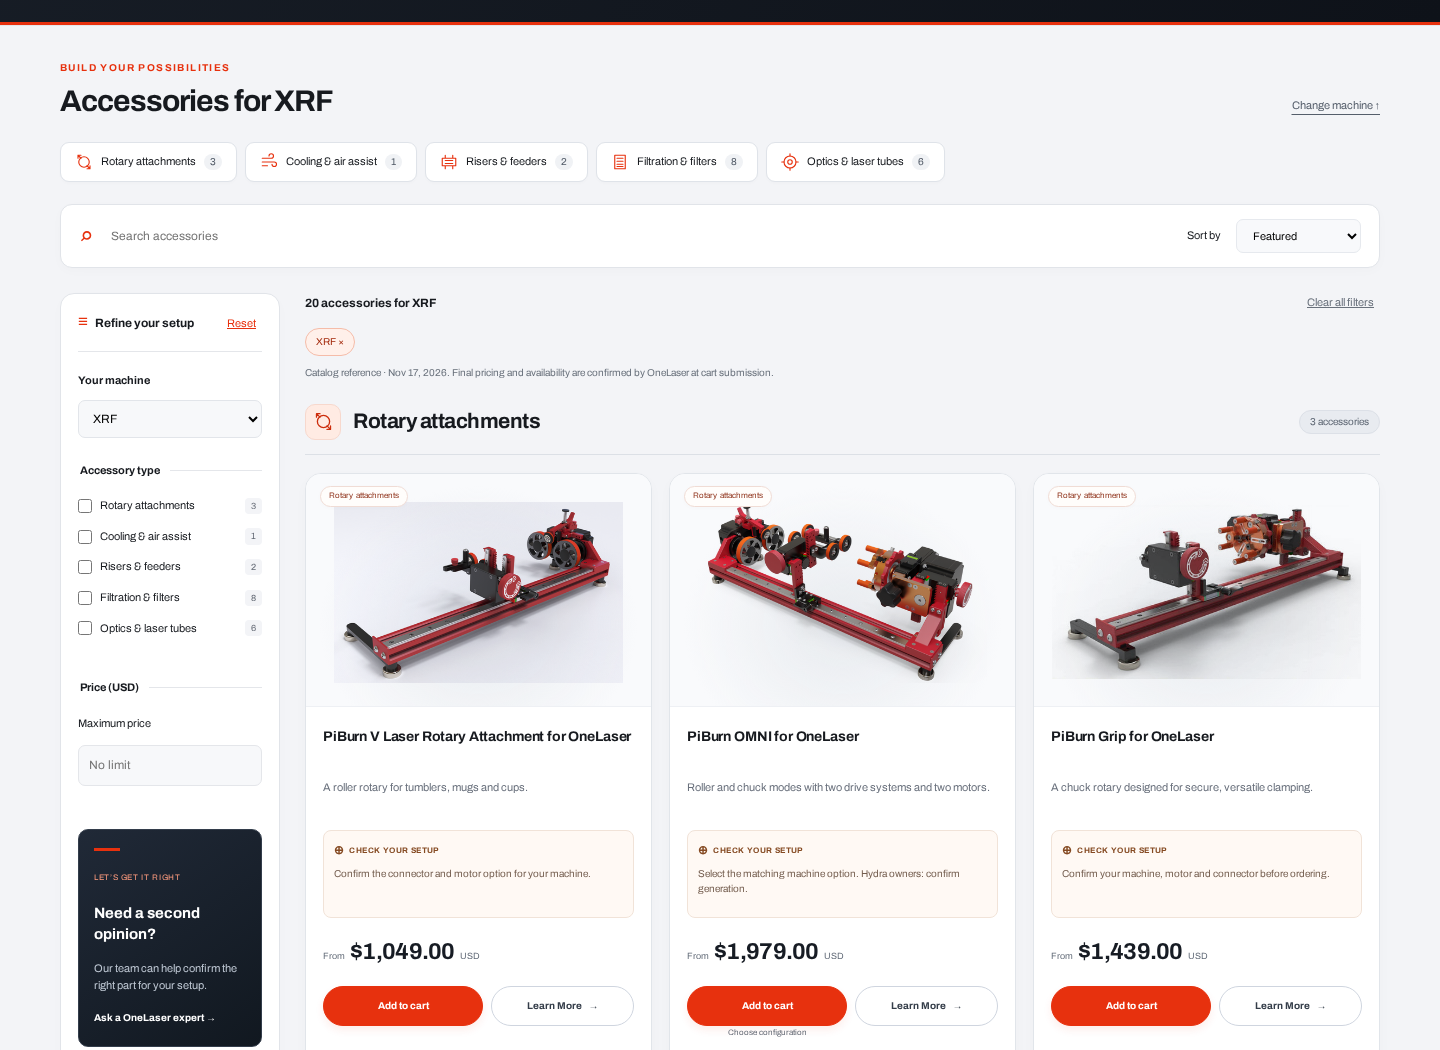 BUILD YOUR POSSIBILITIES
Accessories for XRF
Change machine ↑
Rotary attachments 3
Cooling & air assist 1
Risers & feeders 2
Filtration & filters 8
Optics & laser tubes 6
Search accessories
Sort by
Featured
Refine your setup
Reset
Your machine
XRF
Accessory type
Rotary attachments 3
Cooling & air assist 1
Risers & feeders 2
Filtration & filters 8
Optics & laser tubes 6
Price (USD)
Maximum price
No limit
LET'S GET IT RIGHT
Need a second
opinion?
Our team can help confirm the
right part for your setup.
Ask a OneLaser expert →
20 accessories for XRF
Clear all filters
XRF ×
Catalog reference · Nov 17, 2026. Final pricing and availability are confirmed by OneLaser at cart submission.
Rotary attachments
3 accessories
Rotary attachments
PiBurn V Laser Rotary Attachment for OneLaser
A roller rotary for tumblers, mugs and cups.
⊕ CHECK YOUR SETUP
Confirm the connector and motor option for your machine.
From $1,049.00 USD
Add to cart
Learn More →
Rotary attachments
PiBurn OMNI for OneLaser
Roller and chuck modes with two drive systems and two motors.
⊕ CHECK YOUR SETUP
Select the matching machine option. Hydra owners: confirm
generation.
From $1,979.00 USD
Add to cart
Learn More →
Choose configuration
Rotary attachments
PiBurn Grip for OneLaser
A chuck rotary designed for secure, versatile clamping.
⊕ CHECK YOUR SETUP
Confirm your machine, motor and connector before ordering.
From $1,439.00 USD
Add to cart
Learn More →